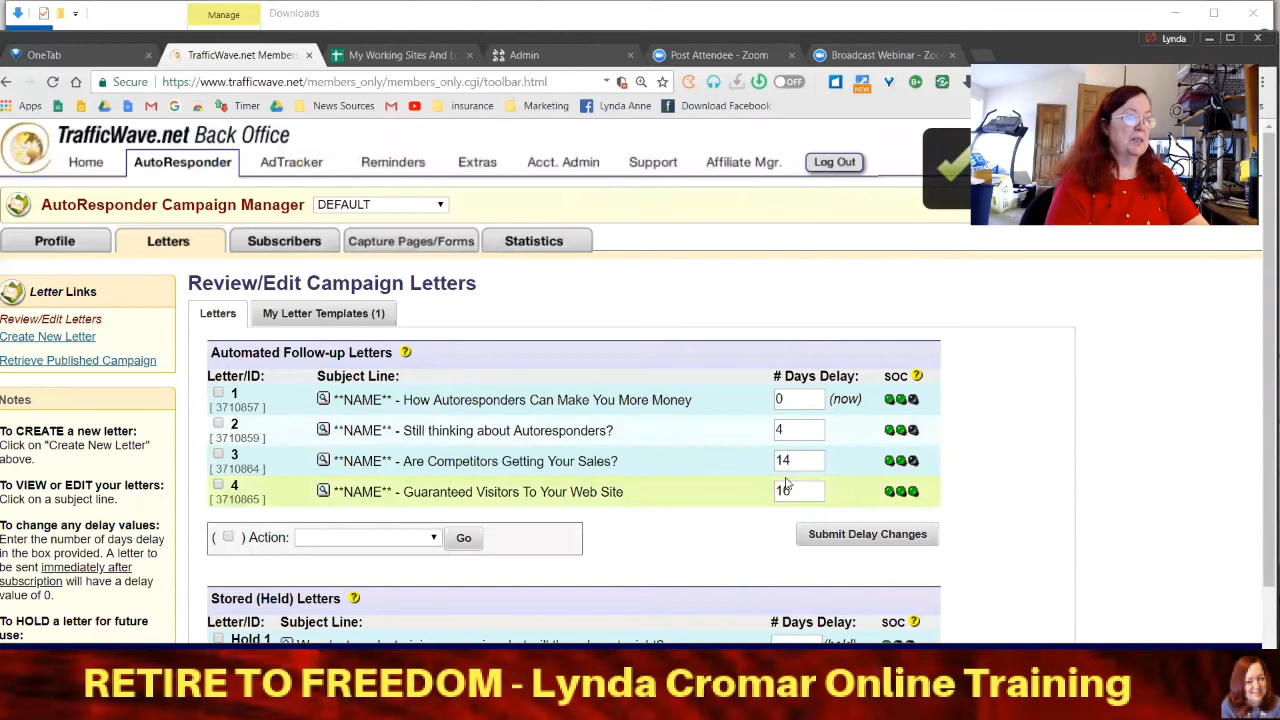 Manage
Downloads
Lynda
OneTab
TrafficWave.net Members
My Working Sites And L
Admin
Post Attendee - Zoom
Broadcast Webinar - Zo
Secure
https://www.trafficwave.net/members_only/members_only.cgi/toolbar.html
OFF
NEW
Apps
Timer
News Sources
insurance
Marketing
Lynda Anne
Download Facebook
TrafficWave.net Back Office
Home
AutoResponder
AdTracker
Reminders
Extras
Acct. Admin
Support
Affiliate Mgr.
Log Out
AutoResponder Campaign Manager
DEFAULT
Profile
Letters
Subscribers
Capture Pages/Forms
Statistics
Letter Links
Review/Edit Letters
Create New Letter
Retrieve Published Campaign
Notes
To CREATE a new letter:
Click on "Create New Letter"
above.
To VIEW or EDIT your letters:
Click on a subject line.
To change any delay values:
Enter the number of days delay
in the box provided. A letter to
be sent immediately after
subscription will have a delay
value of 0.
To HOLD a letter for future
use:
Review/Edit Campaign Letters
Letters
My Letter Templates (1)
Automated Follow-up Letters ?
Letter/ID: Subject Line: # Days Delay: SOC ?
1 **NAME** - How Autoresponders Can Make You More Money 0 (now)
[ 3710857 ]
2 **NAME** - Still thinking about Autoresponders? 4
[ 3710859 ]
3 **NAME** - Are Competitors Getting Your Sales? 14
[ 3710864 ]
4 **NAME** - Guaranteed Visitors To Your Web Site
[ 3710865 ]
( ) Action:
Go
Submit Delay Changes
Stored (Held) Letters ?
Letter/ID: Subject Line: # Days Delay: SOC ?
Hold 1
RETIRE TO FREEDOM - Lynda Cromar Online Training